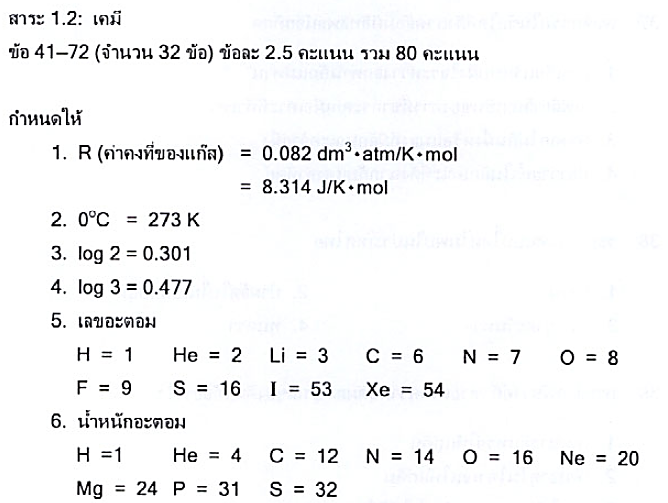 สาระ 1.2: เคมี
ข้อ 41–72 (จำนวน 32 ข้อ) ข้อละ 2.5 คะแนน รวม 80 คะแนน
กำหนดให้
1. R (ค่าคงที่ของแก๊ส) = 0.082 dm³•atm/K•mol
= 8.314 J/K•mol
2. 0°C = 273 K
3. log 2 = 0.301
4. log 3 = 0.477
5. เลขอะตอม
H = 1 He = 2 Li = 3 C = 6 N = 7 O = 8
F = 9 S = 16 I = 53 Xe = 54
6. น้ำหนักอะตอม
H =1 He = 4 C = 12 N = 14 O = 16 Ne = 20
Mg = 24 P = 31 S = 32